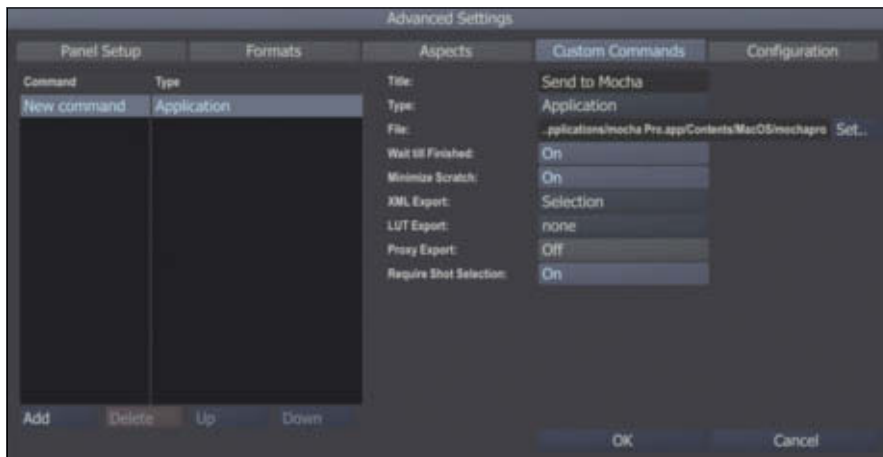 Advanced Settings
Panel Setup Formats Aspects Custom Commands Configuration
Command Type
New command Application
Title: Send to Mocha
Type: Application
File: ..pplications/mocha Pro.app/Contents/MacOS/mochapro Set..
Wait till Finished: On
Minimize Scratch: On
XML Export: Selection
LUT Export: none
Proxy Export: Off
Require Shot Selection: On
Add Delete Up Down
OK Cancel